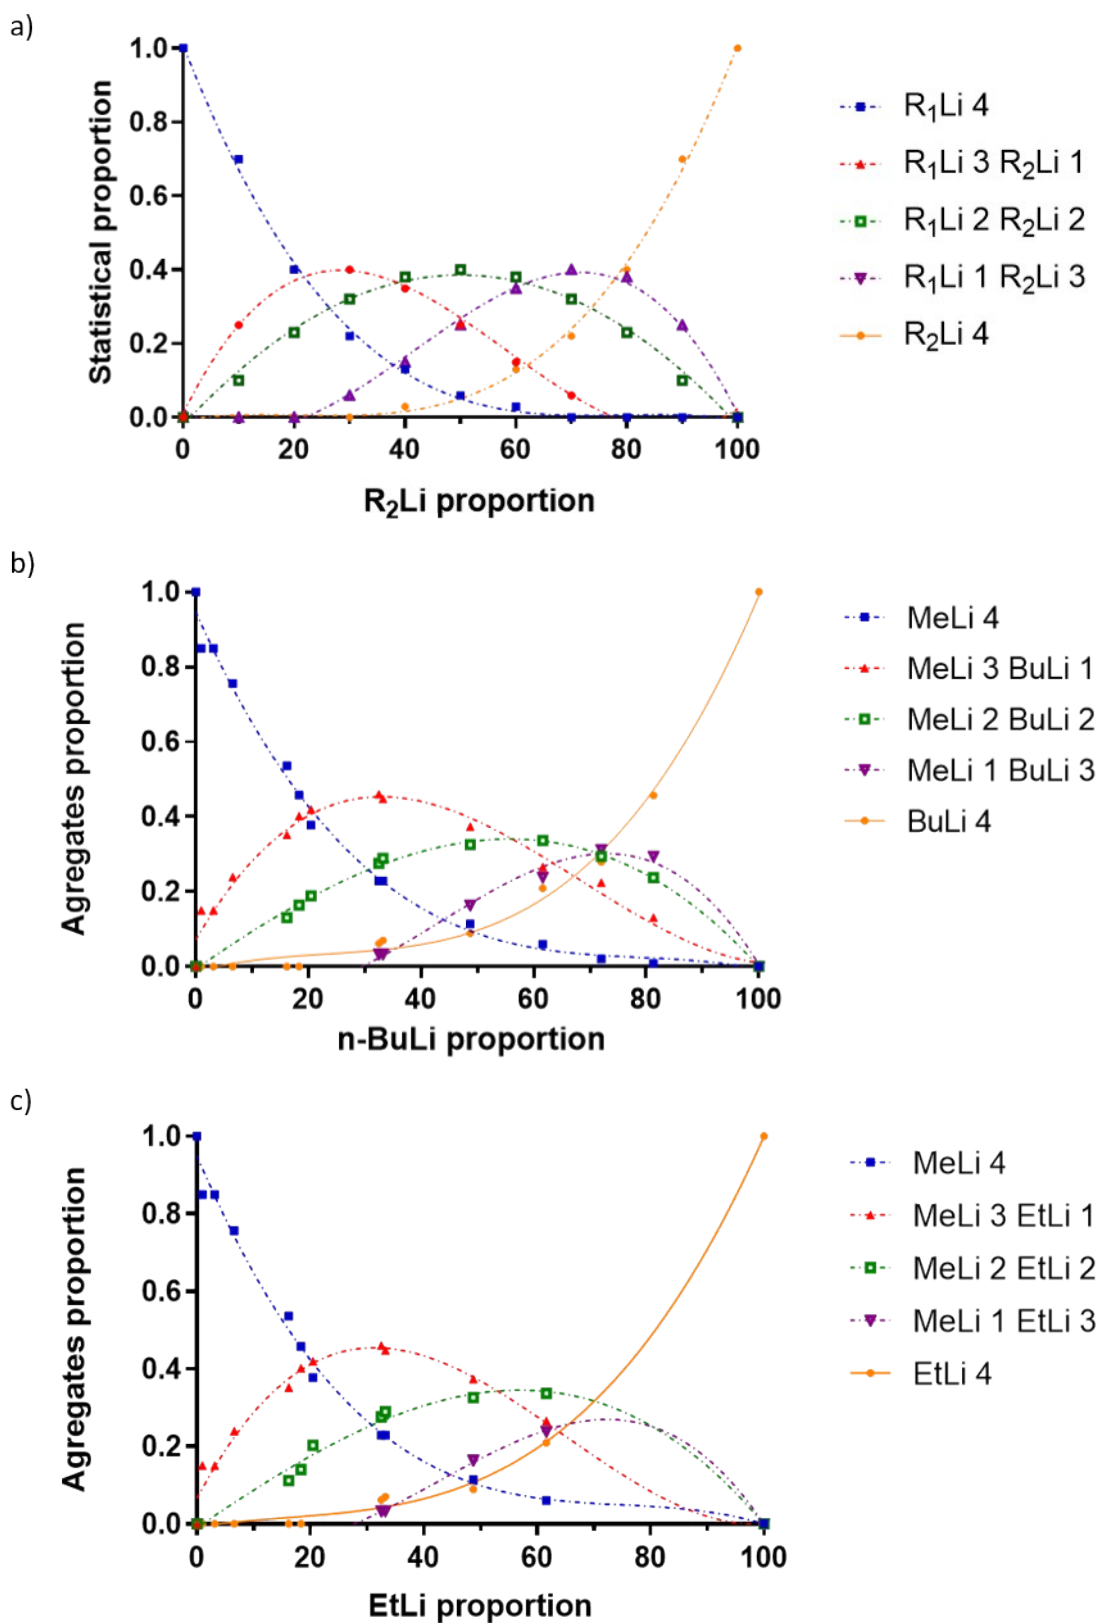 a)
Statistical proportion
1.0
0.8
0.6
0.4
0.2
0.0
0 20 40 60 80 100
R₂Li proportion
R₁Li 4
R₁Li 3 R₂Li 1
R₁Li 2 R₂Li 2
R₁Li 1 R₂Li 3
R₂Li 4
b)
Agregates proportion
1.0
0.8
0.6
0.4
0.2
0.0
0 20 40 60 80 100
n-BuLi proportion
MeLi 4
MeLi 3 BuLi 1
MeLi 2 BuLi 2
MeLi 1 BuLi 3
BuLi 4
c)
Agregates proportion
1.0
0.8
0.6
0.4
0.2
0.0
0 20 40 60 80 100
EtLi proportion
MeLi 4
MeLi 3 EtLi 1
MeLi 2 EtLi 2
MeLi 1 EtLi 3
EtLi 4